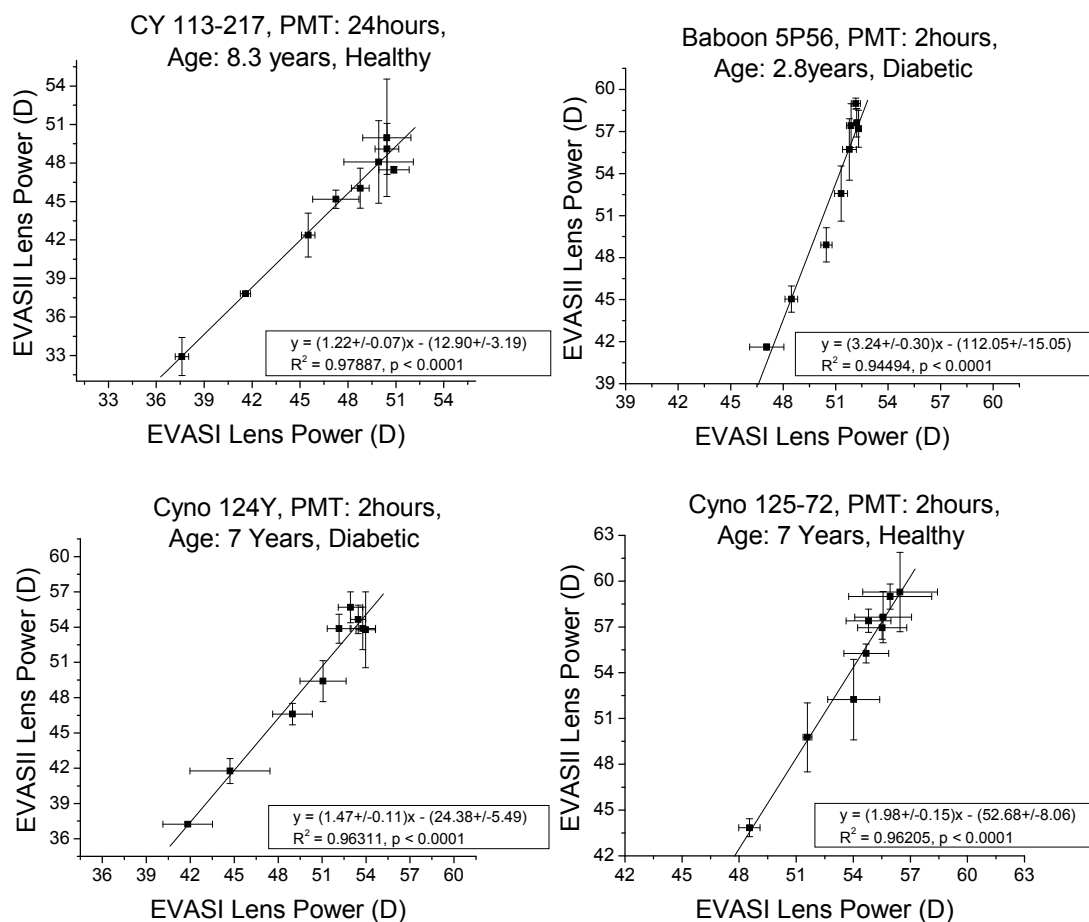 CY 113-217, PMT: 24hours,
Age: 8.3 years, Healthy
EVASII Lens Power (D)
54
51
48
45
42
39
36
33
y = (1.22+/-0.07)x - (12.90+/-3.19)
R² = 0.97887, p < 0.0001
33 36 39 42 45 48 51 54
EVASI Lens Power (D)
Baboon 5P56, PMT: 2hours,
Age: 2.8years, Diabetic
EVASII Lens Power (D)
60
57
54
51
48
45
42
39
y = (3.24+/-0.30)x - (112.05+/-15.05)
R² = 0.94494, p < 0.0001
39 42 45 48 51 54 57 60
EVASI Lens Power (D)
Cyno 124Y, PMT: 2hours,
Age: 7 Years, Diabetic
EVASII Lens Power (D)
60
57
54
51
48
45
42
39
36
y = (1.47+/-0.11)x - (24.38+/-5.49)
R² = 0.96311, p < 0.0001
36 39 42 45 48 51 54 57 60
EVASI Lens Power (D)
Cyno 125-72, PMT: 2hours,
Age: 7 Years, Healthy
EVASII Lens Power (D)
63
60
57
54
51
48
45
42
y = (1.98+/-0.15)x - (52.68+/-8.06)
R² = 0.96205, p < 0.0001
42 45 48 51 54 57 60 63
EVASI Lens Power (D)